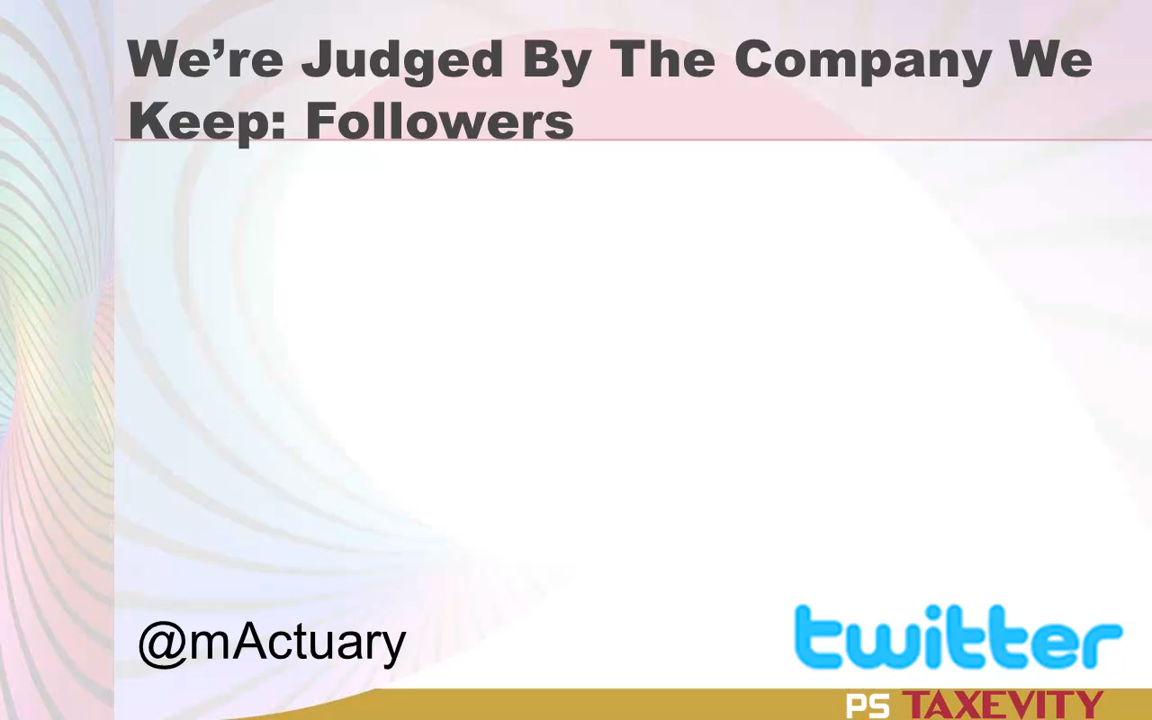 We’re Judged By The Company We
Keep: Followers
@mActuary
twitter
PS TAXEVITY